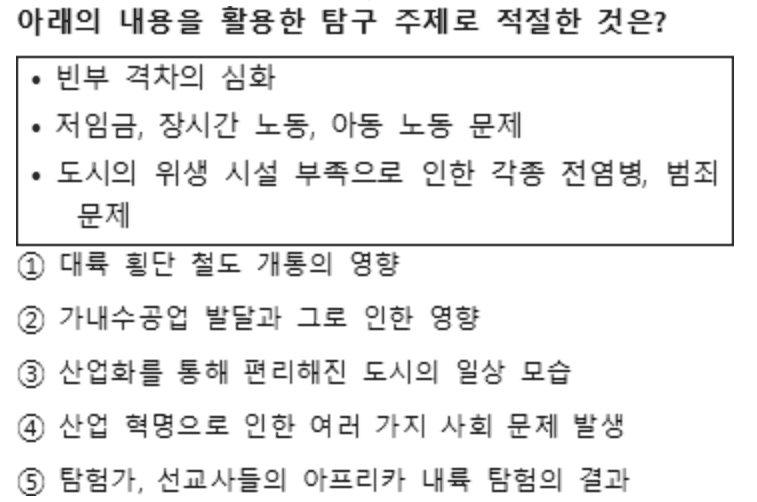 아래의 내용을 활용한 탐구 주제로 적절한 것은?
• 빈부 격차의 심화
• 저임금, 장시간 노동, 아동 노동 문제
• 도시의 위생 시설 부족으로 인한 각종 전염병, 범죄
문제
① 대륙 횡단 철도 개통의 영향
② 가내수공업 발달과 그로 인한 영향
③ 산업화를 통해 편리해진 도시의 일상 모습
④ 산업 혁명으로 인한 여러 가지 사회 문제 발생
⑤ 탐험가, 선교사들의 아프리카 내륙 탐험의 결과